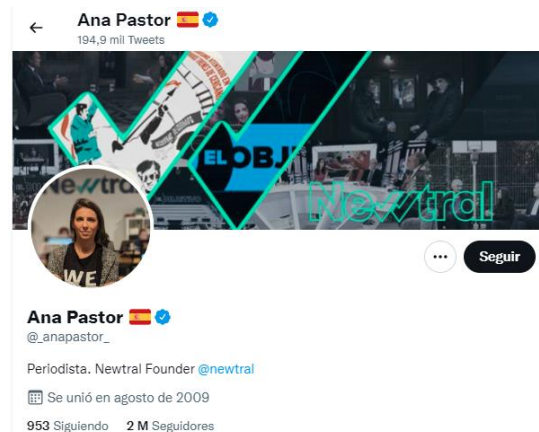 Ana Pastor
194,9 mil Tweets
EL OBJE
Newtral
Newtral
WE
Seguir
Ana Pastor
@_anapastor_
Periodista. Newtral Founder @newtral
Se unió en agosto de 2009
953 Siguiendo 2 M Seguidores